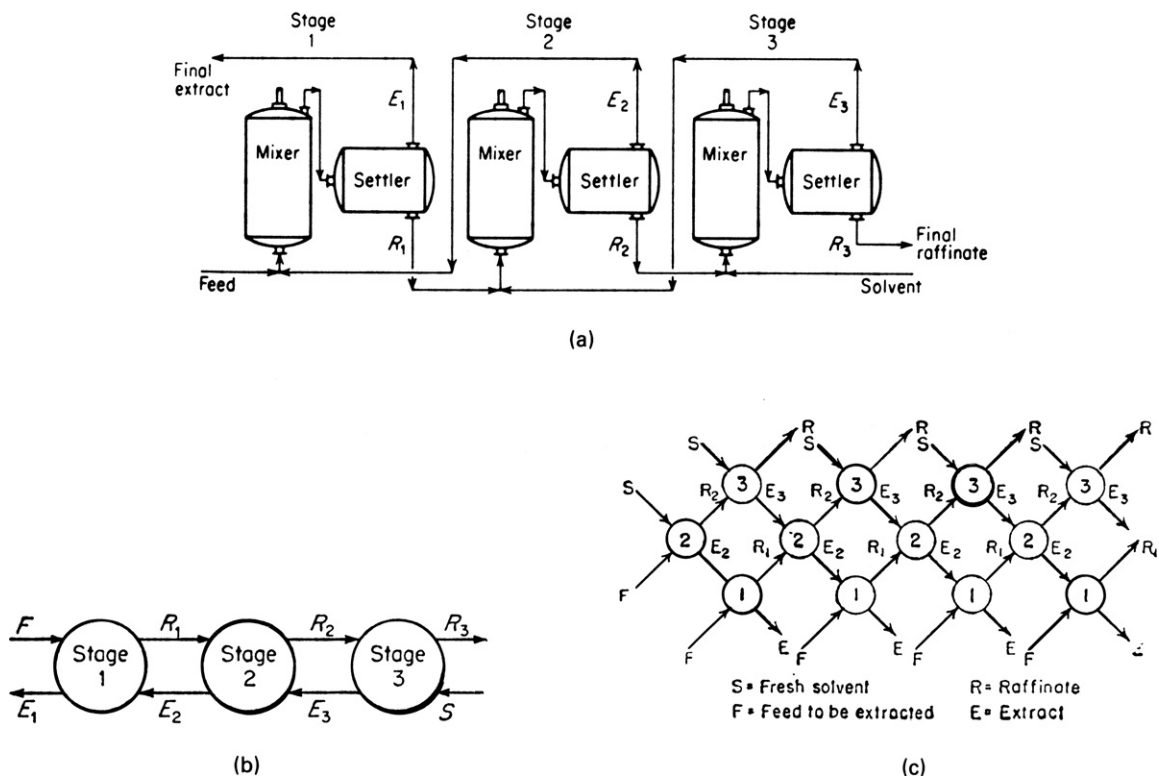 Stage
1
Stage
2
Stage
3
Final
extract
E₁
E₂
E₃
Mixer
Settler
Mixer
Settler
Mixer
Settler
R₁
R₂
R₃
Final
raffinate
Feed
Solvent
(a)
F
Stage
1
R₁
Stage
2
R₂
Stage
3
R₃
E₁
E₂
E₃
S
(b)
R
R
R
R
S
S
S
S
3
3
3
3
S
R₂
E₃
R₂
E₃
R₂
E₃
R₂
E₃
2
2
2
2
E₂
R₁
E₂
R₁
E₂
R₁
E₂
R₁
F
1
1
1
1
F
E
F
E
F
E
F
E
S = Fresh solvent
R = Raffinate
F = Feed to be extracted
E = Extract
(c)